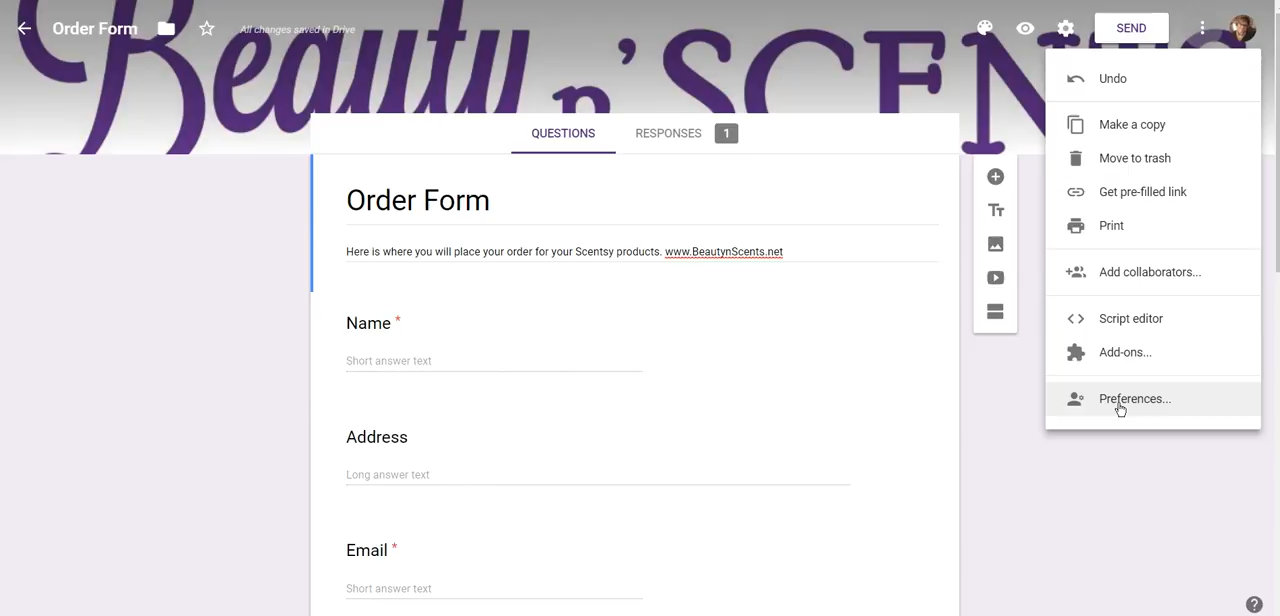 Order Form
All changes saved in Drive
SEND
Beauty n 'SCEN
QUESTIONS
RESPONSES 1
Order Form
Here is where you will place your order for your Scentsy products. www.BeautynScents.net
Name *
Short answer text
Address
Long answer text
Email *
Short answer text
Undo
Make a copy
Move to trash
Get pre-filled link
Print
Add collaborators...
Script editor
Add-ons...
Preferences...